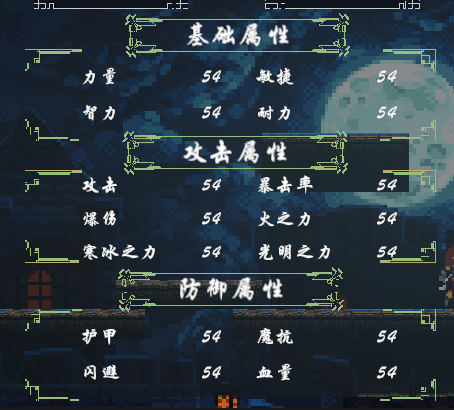 基础属性
力量 54 敏捷 54
智力 54 耐力 54
攻击属性
攻击 54 暴击率 54
爆伤 54 火之力 54
寒冰之力 54 光明之力 54
防御属性
护甲 54 魔抗 54
闪避 54 血量 54